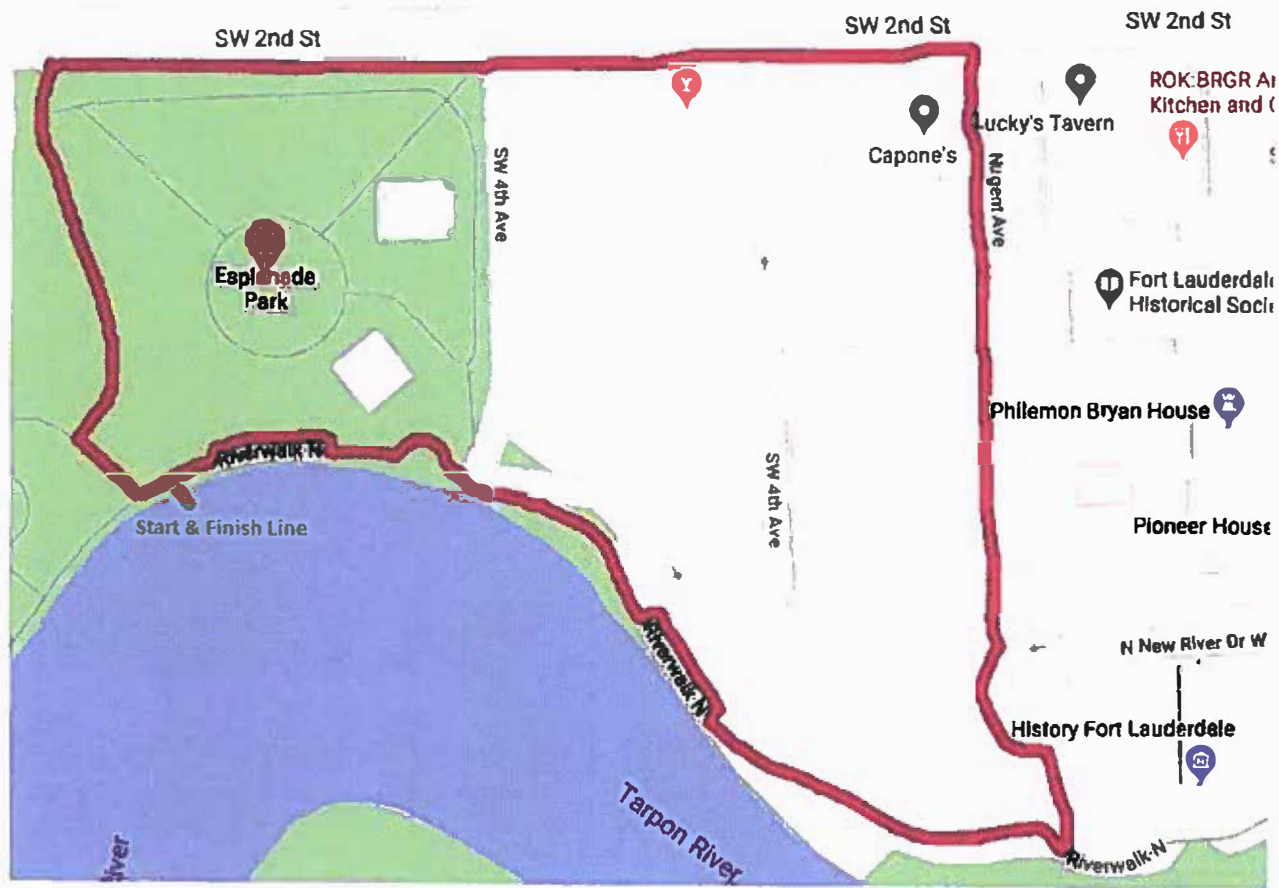 SW 2nd St
SW 2nd St
SW 2nd St
ROK:BRGR
Kitchen and
Lucky's Tavern
Capone's
SW 4th Ave
Nugent Ave
Esplanade
Park
Fort Lauderdale
Historical
Philemon Bryan House
Riverwalk N
SW 4th Ave
Start & Finish Line
Pioneer House
Riverwalk N
N New River Dr W
History Fort Lauderdale
Tarpon River
Riverwalk N